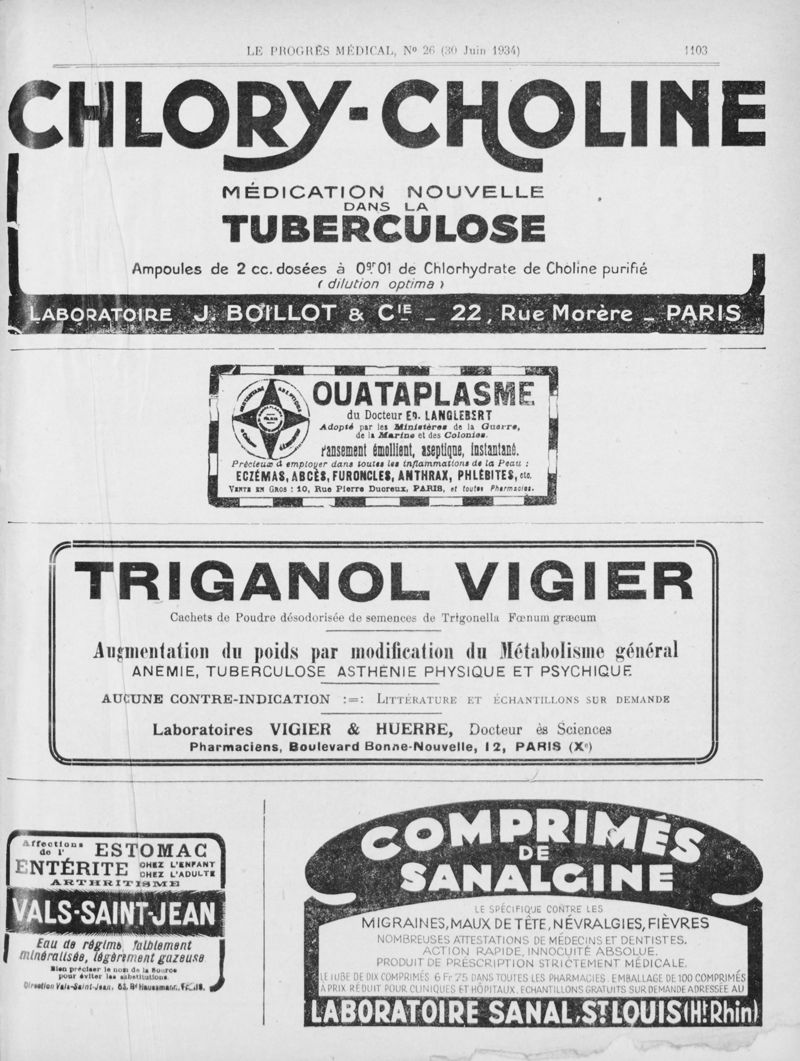 LE PROGRÈS MÉDICAL, No 26 (30 Juin 1934) 1103
CHLORY-CHOLINE
MÉDICATION NOUVELLE
DANS LA
TUBERCULOSE
Ampoules de 2 cc. dosées à 0gr01 de Chlorhydrate de Choline purifié
(dilution optima)
LABORATOIRE J. BOILLOT & CIE - 22, Rue Morère - PARIS
OUATAPLASME
du Docteur ED. LANGLEBERT
Adopté par les Ministères de la Guerre,
de la Marine et des Colonies.
Pansement émollient, aseptique, instantané.
Précieux à employer dans toutes les inflammations de la Peau :
ECZÉMAS, ABCÈS, FURONCLES, ANTHRAX, PHLÉBITES, etc.
VENTE EN GROS : 10, Rue Pierre Ducreux, PARIS, et toutes Pharmacies.
TRIGANOL VIGIER
Cachets de Poudre désodorisée de semences de Trigonella Fœnum græcum
Augmentation du poids par modification du Métabolisme général
ANEMIE, TUBERCULOSE ASTHENIE PHYSIQUE ET PSYCHIQUE
AUCUNE CONTRE-INDICATION :=: LITTÉRATURE ET ÉCHANTILLONS SUR DEMANDE
Laboratoires VIGIER & HUERRE, Docteur ès Sciences
Pharmaciens, Boulevard Bonne-Nouvelle, 12, PARIS (Xe)
Affections de l' ESTOMAC
ENTÉRITE CHEZ L'ENFANT
CHEZ L'ADULTE
ARTHRITISME
VALS-SAINT-JEAN
Eau de régime, faiblement
minéralisée, légèrement gazeuse
Bien préciser le nom de la Source
pour éviter les substitutions.
Direction Vals-Saint-Jean, 53, Bd Haussmann,
COMPRIMÉS
DE
SANALGINE
LE SPÉCIFIQUE CONTRE LES
MIGRAINES, MAUX DE TÊTE, NÉVRALGIES, FIÈVRES
NOMBREUSES ATTESTATIONS DE MÉDECINS ET DENTISTES.
ACTION RAPIDE, INNOCUITÉ ABSOLUE.
PRODUIT DE PRÉSCRIPTION STRICTEMENT MÉDICALE.
LE TUBE DE DIX COMPRIMÉS 6 Fr 75 DANS TOUTES LES PHARMACIES. EMBALLAGE DE 100 COMPRIMÉS
A PRIX RÉDUIT POUR CLINIQUES ET HÔPITAUX. ECHANTILLONS GRATUITS SUR DEMANDE ADRESSÉE AU
LABORATOIRE SANAL, St LOUIS (Ht Rhin)